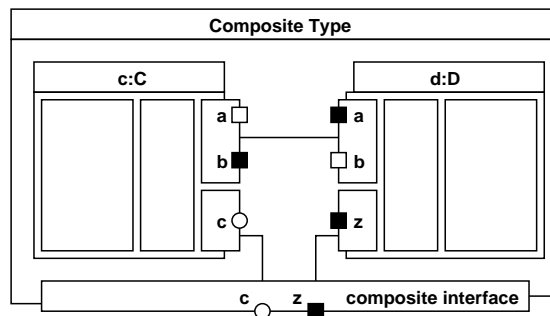 Composite Type
c:C
d:D
a
a
b
b
c
z
c z composite interface